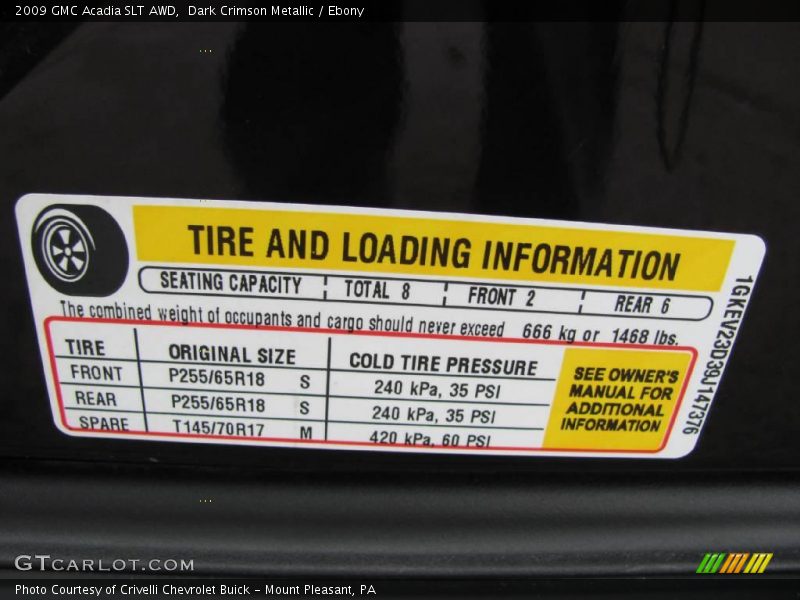 2009 GMC Acadia SLT AWD,  Dark Crimson Metallic / Ebony
TIRE AND LOADING INFORMATION
SEATING CAPACITY TOTAL 8 FRONT 2 REAR 6
The combined weight of occupants and cargo should never exceed 666 kg or 1468 lbs.
TIRE ORIGINAL SIZE COLD TIRE PRESSURE
FRONT P255/65R18 S 240 kPa, 35 PSI
REAR P255/65R18 S 240 kPa, 35 PSI
SPARE T145/70R17 M 420 kPa, 60 PSI
SEE OWNER'S
MANUAL FOR
ADDITIONAL
INFORMATION
1GKEV23D39J147376
GTCARLOT.COM
Photo Courtesy of Crivelli Chevrolet Buick - Mount Pleasant, PA